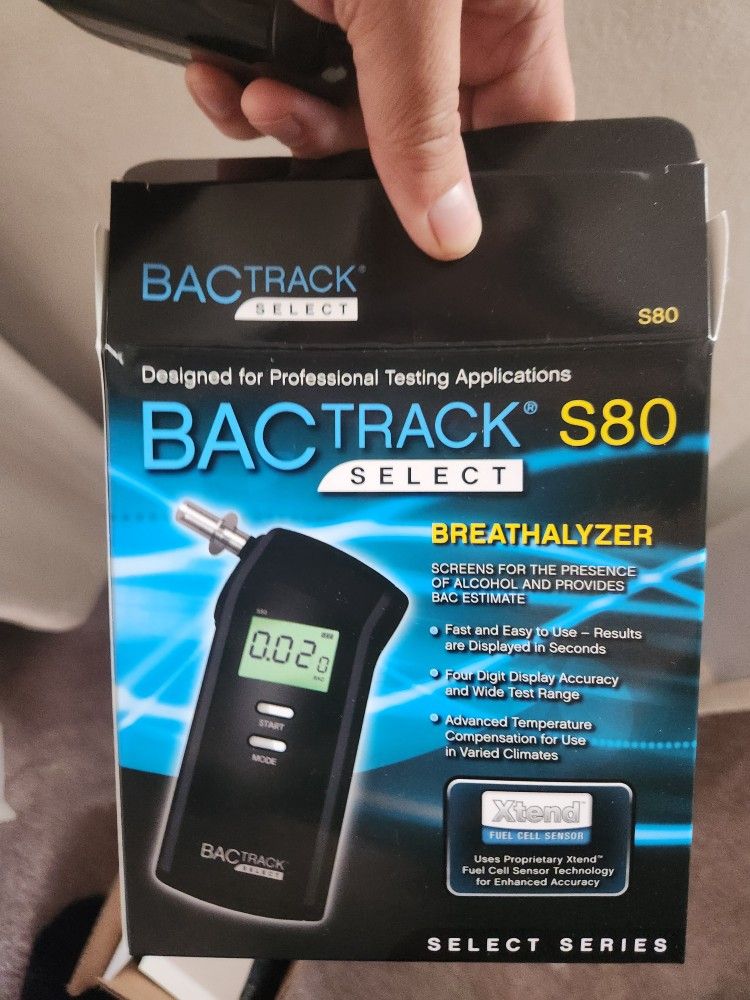 BACTRACK®
SELECT
S80
Designed for Professional Testing Applications
BACTRACK® S80
SELECT
BREATHALYZER
SCREENS FOR THE PRESENCE
OF ALCOHOL AND PROVIDES
BAC ESTIMATE
Fast and Easy to Use – Results
are Displayed in Seconds
Four Digit Display Accuracy
and Wide Test Range
Advanced Temperature
Compensation for Use
in Varied Climates
S80
0.020
BAC
START
MODE
BACTRACK
SELECT
Xtend
FUEL CELL SENSOR
Uses Proprietary Xtend™
Fuel Cell Sensor Technology
for Enhanced Accuracy
SELECT SERIES